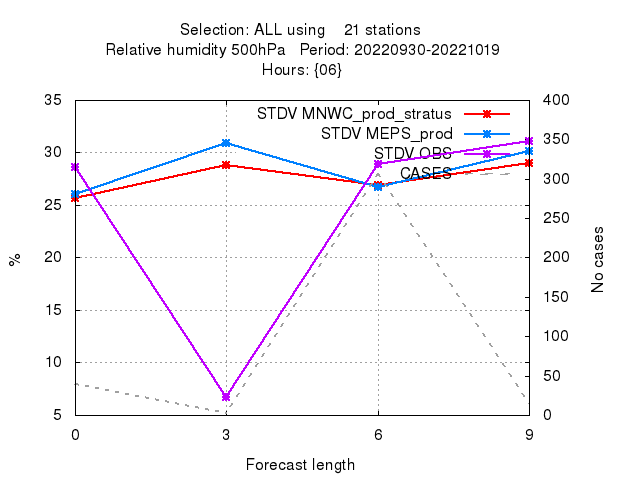 Selection: ALL using    21 stations
Relative humidity 500hPa   Period: 20220930-20221019
Hours: {06}
35 400
STDV MNWC_prod_stratus
350
STDV MEPS_prod
30 STDV OBS
300
CASES
25 250
20 200
%
No cases
15 150
100
10
50
5 0
0 3 6 9
Forecast length